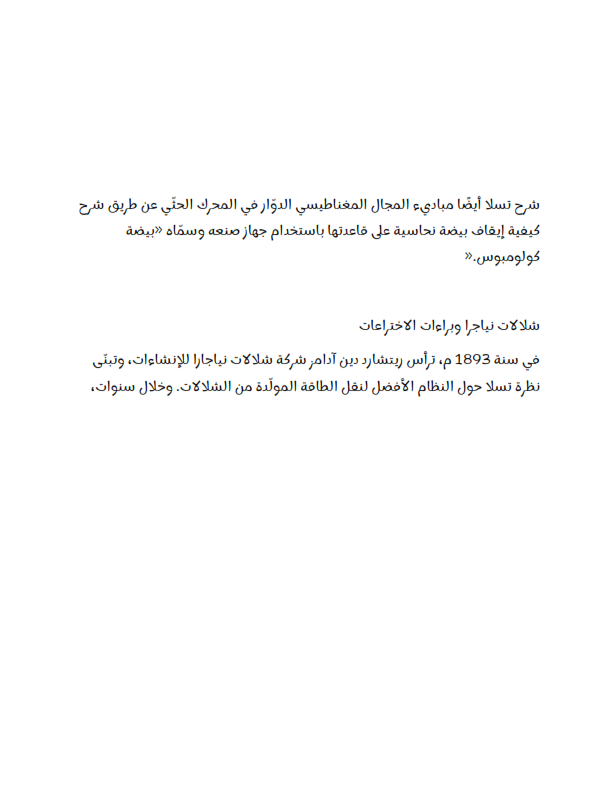 شرح تسلا أيضًا مباديء المجال المغناطيسي الدوّار في المحرك الحثّي عن طريق شرح
كيفية إيقاف بيضة نحاسية على قاعدتها باستخدام جهاز صنعه وسمّاه «بيضة
كولومبوس.»
شلالات نياجرا وبراءات الاختراعات
في سنة 1893 م، ترأس ريتشارد دين آدامز شركة شلالات نياجارا للإنشاءات، وتبنّى
نظرة تسلا حول النظام الأفضل لنقل الطاقة المولّدة من الشلالات. وخلال سنوات،